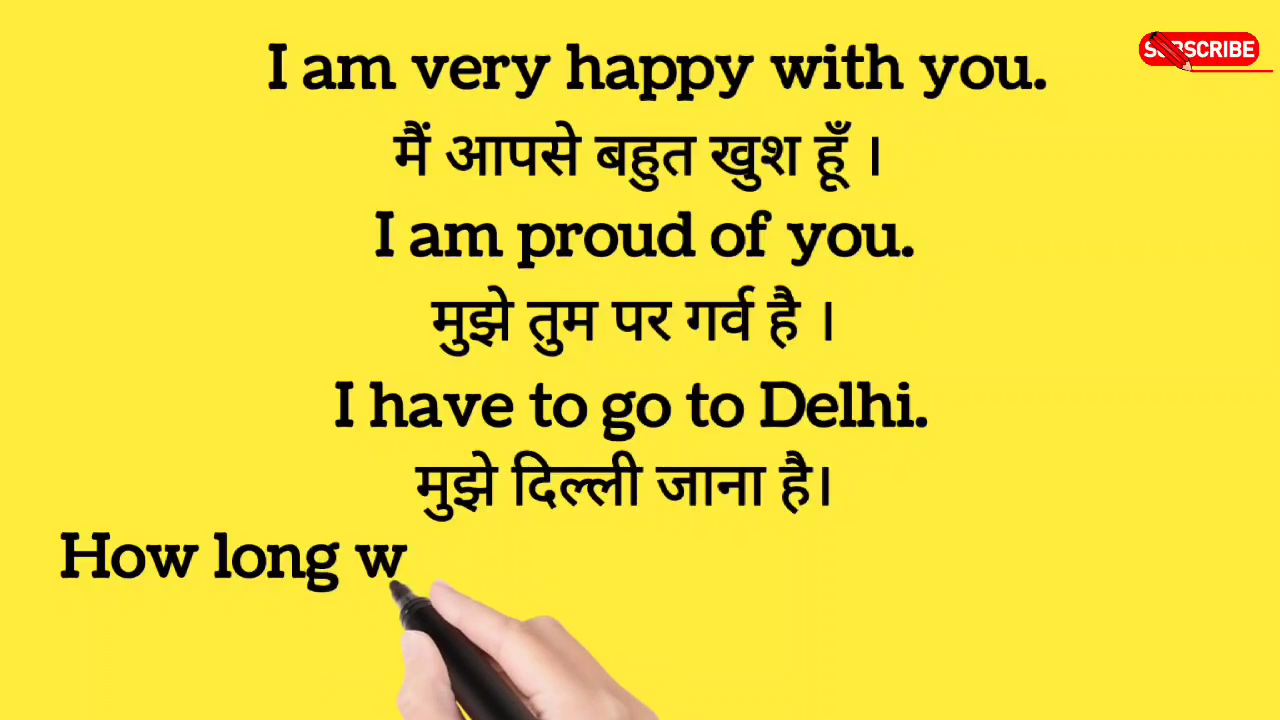 I am very happy with you.
SUBSCRIBE
मैं आपसे बहुत खुश हूँ ।
I am proud of you.
मुझे तुम पर गर्व है ।
I have to go to Delhi.
मुझे दिल्ली जाना है।
How long w